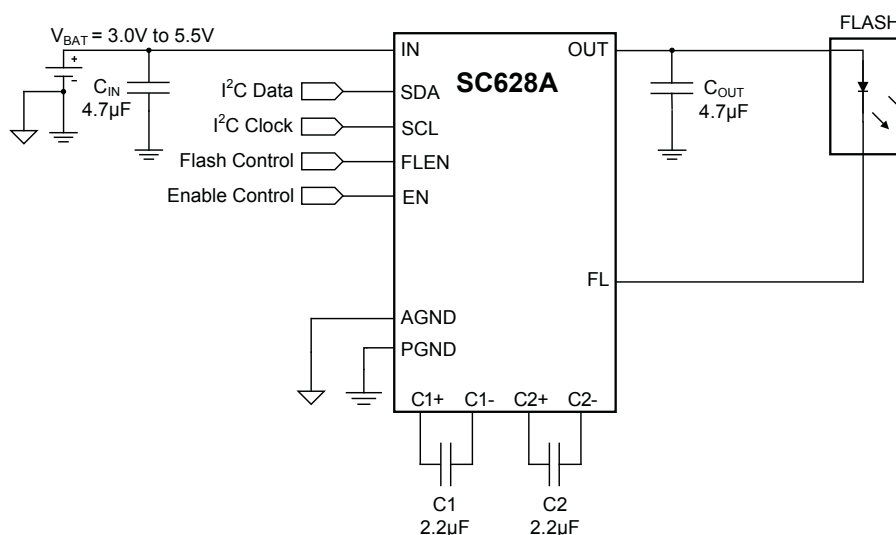 V_BAT = 3.0V to 5.5V
FLASH
IN
OUT
SC628A
C_IN
4.7µF
I²C Data
SDA
C_OUT
4.7µF
I²C Clock
SCL
Flash Control
FLEN
Enable Control
EN
FL
AGND
PGND
C1+ C1- C2+ C2-
C1
2.2µF
C2
2.2µF